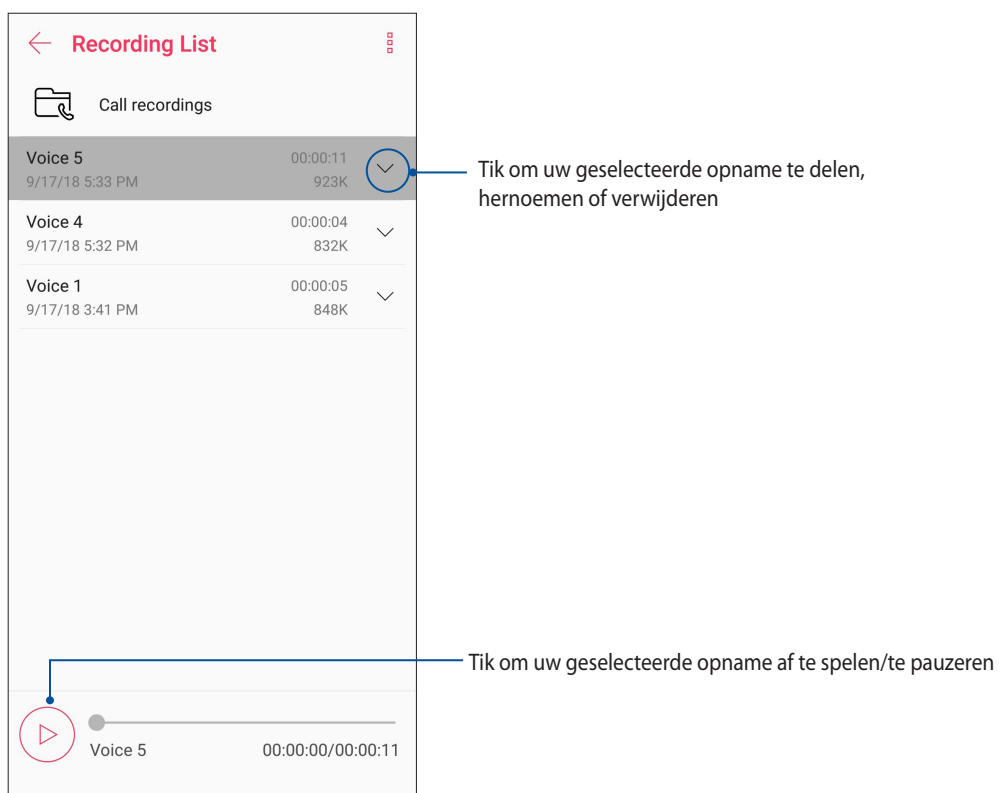 Recording List
Call recordings
Voice 5 00:00:11
9/17/18 5:33 PM 923K
Tik om uw geselecteerde opname te delen,
hernoemen of verwijderen
Voice 4 00:00:04
9/17/18 5:32 PM 832K
Voice 1 00:00:05
9/17/18 3:41 PM 848K
Tik om uw geselecteerde opname af te spelen/te pauzeren
Voice 5 00:00:00/00:00:11